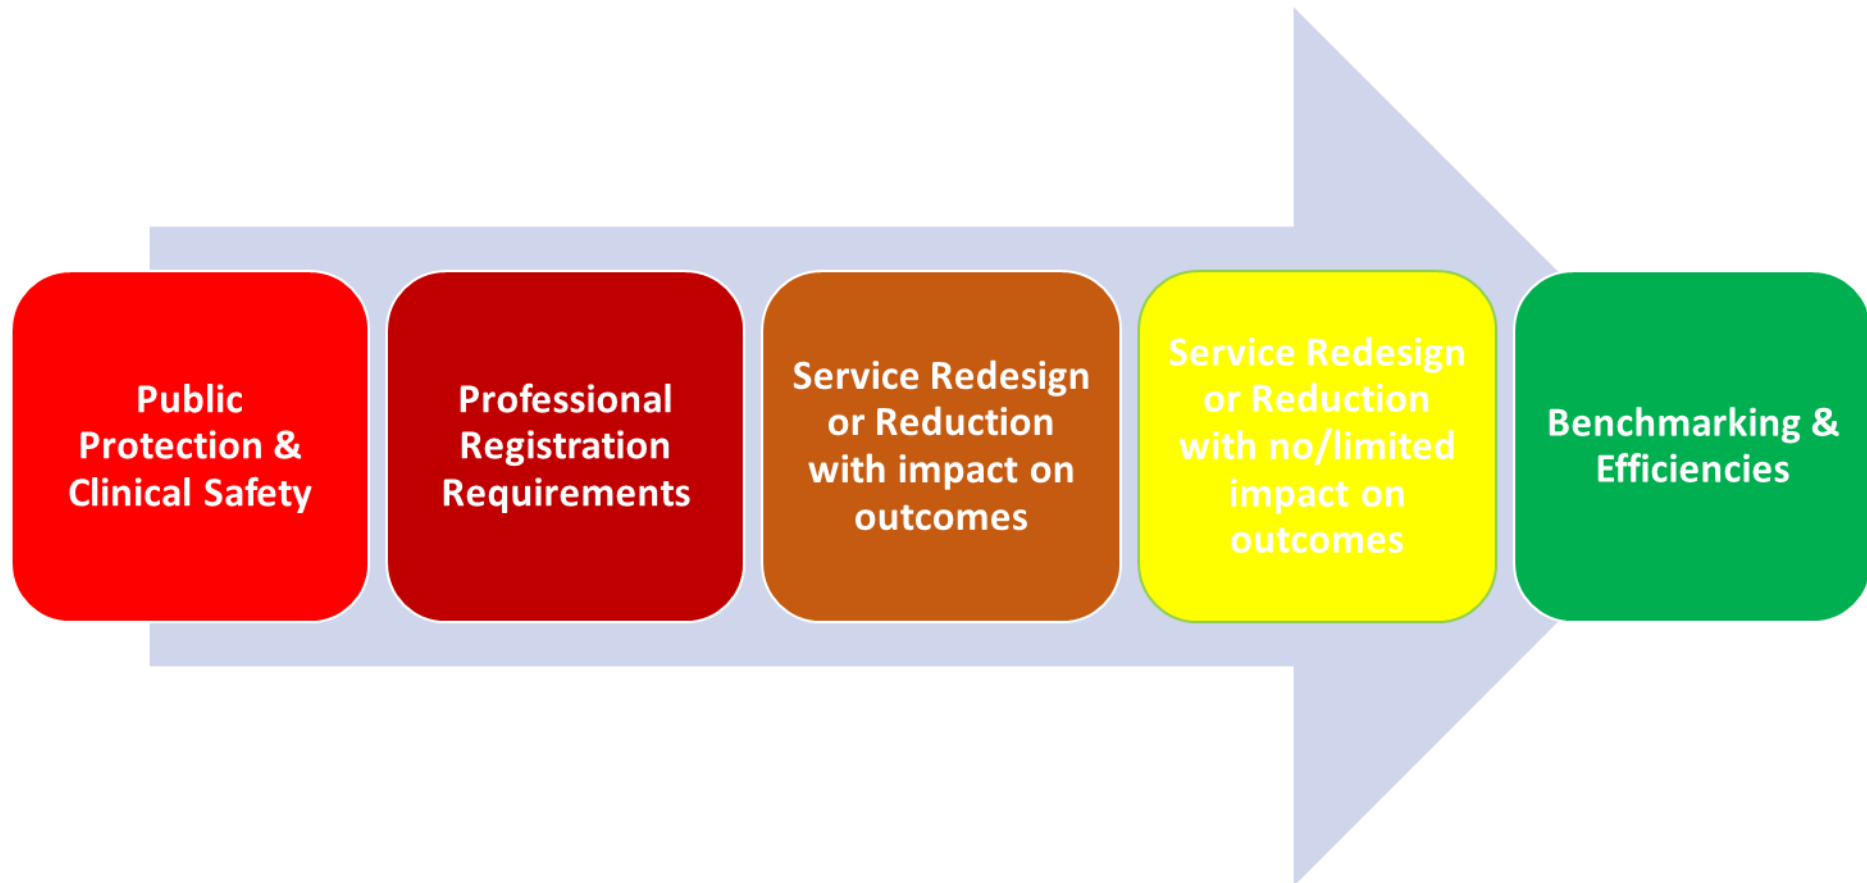 Public
Protection &
Clinical Safety
Professional
Registration
Requirements
Service Redesign
or Reduction
with impact on
outcomes
Service Redesign
or Reduction
with no/limited
impact on
outcomes
Benchmarking &
Efficiencies